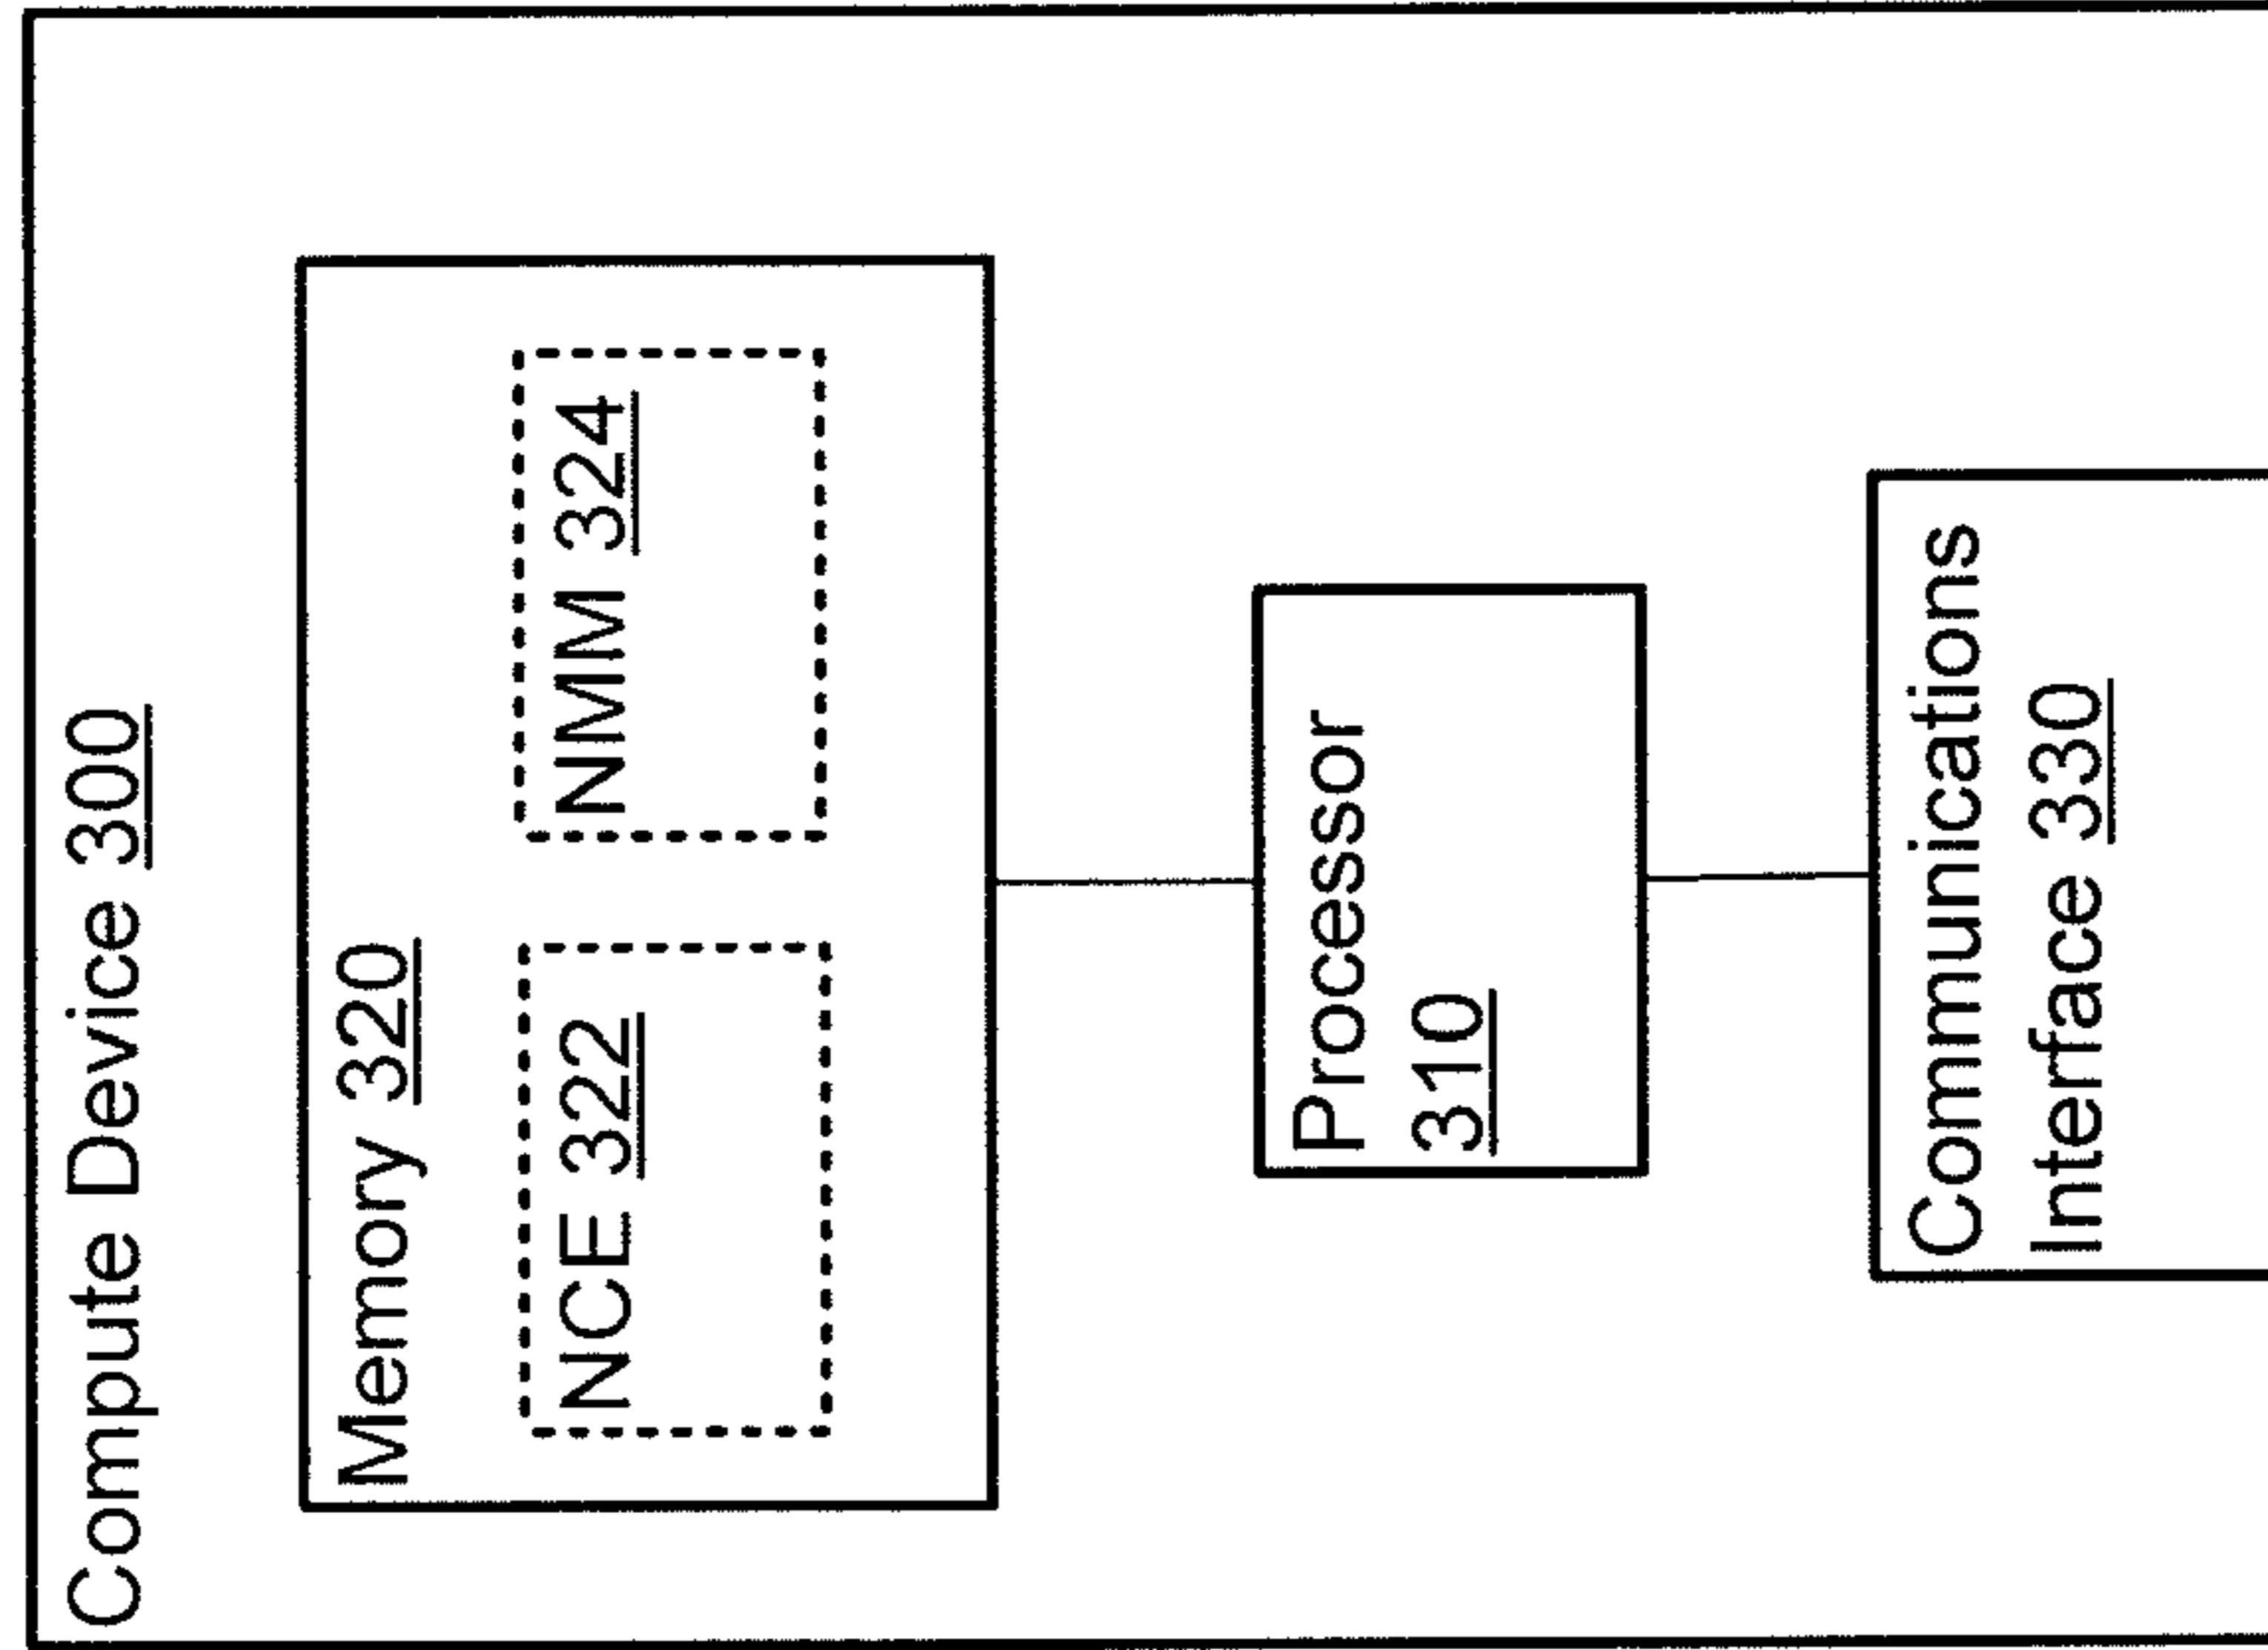 Compute Device 300
Memory 320
NCE 322
NMM 324
Processor
310
Communications
Interface 330